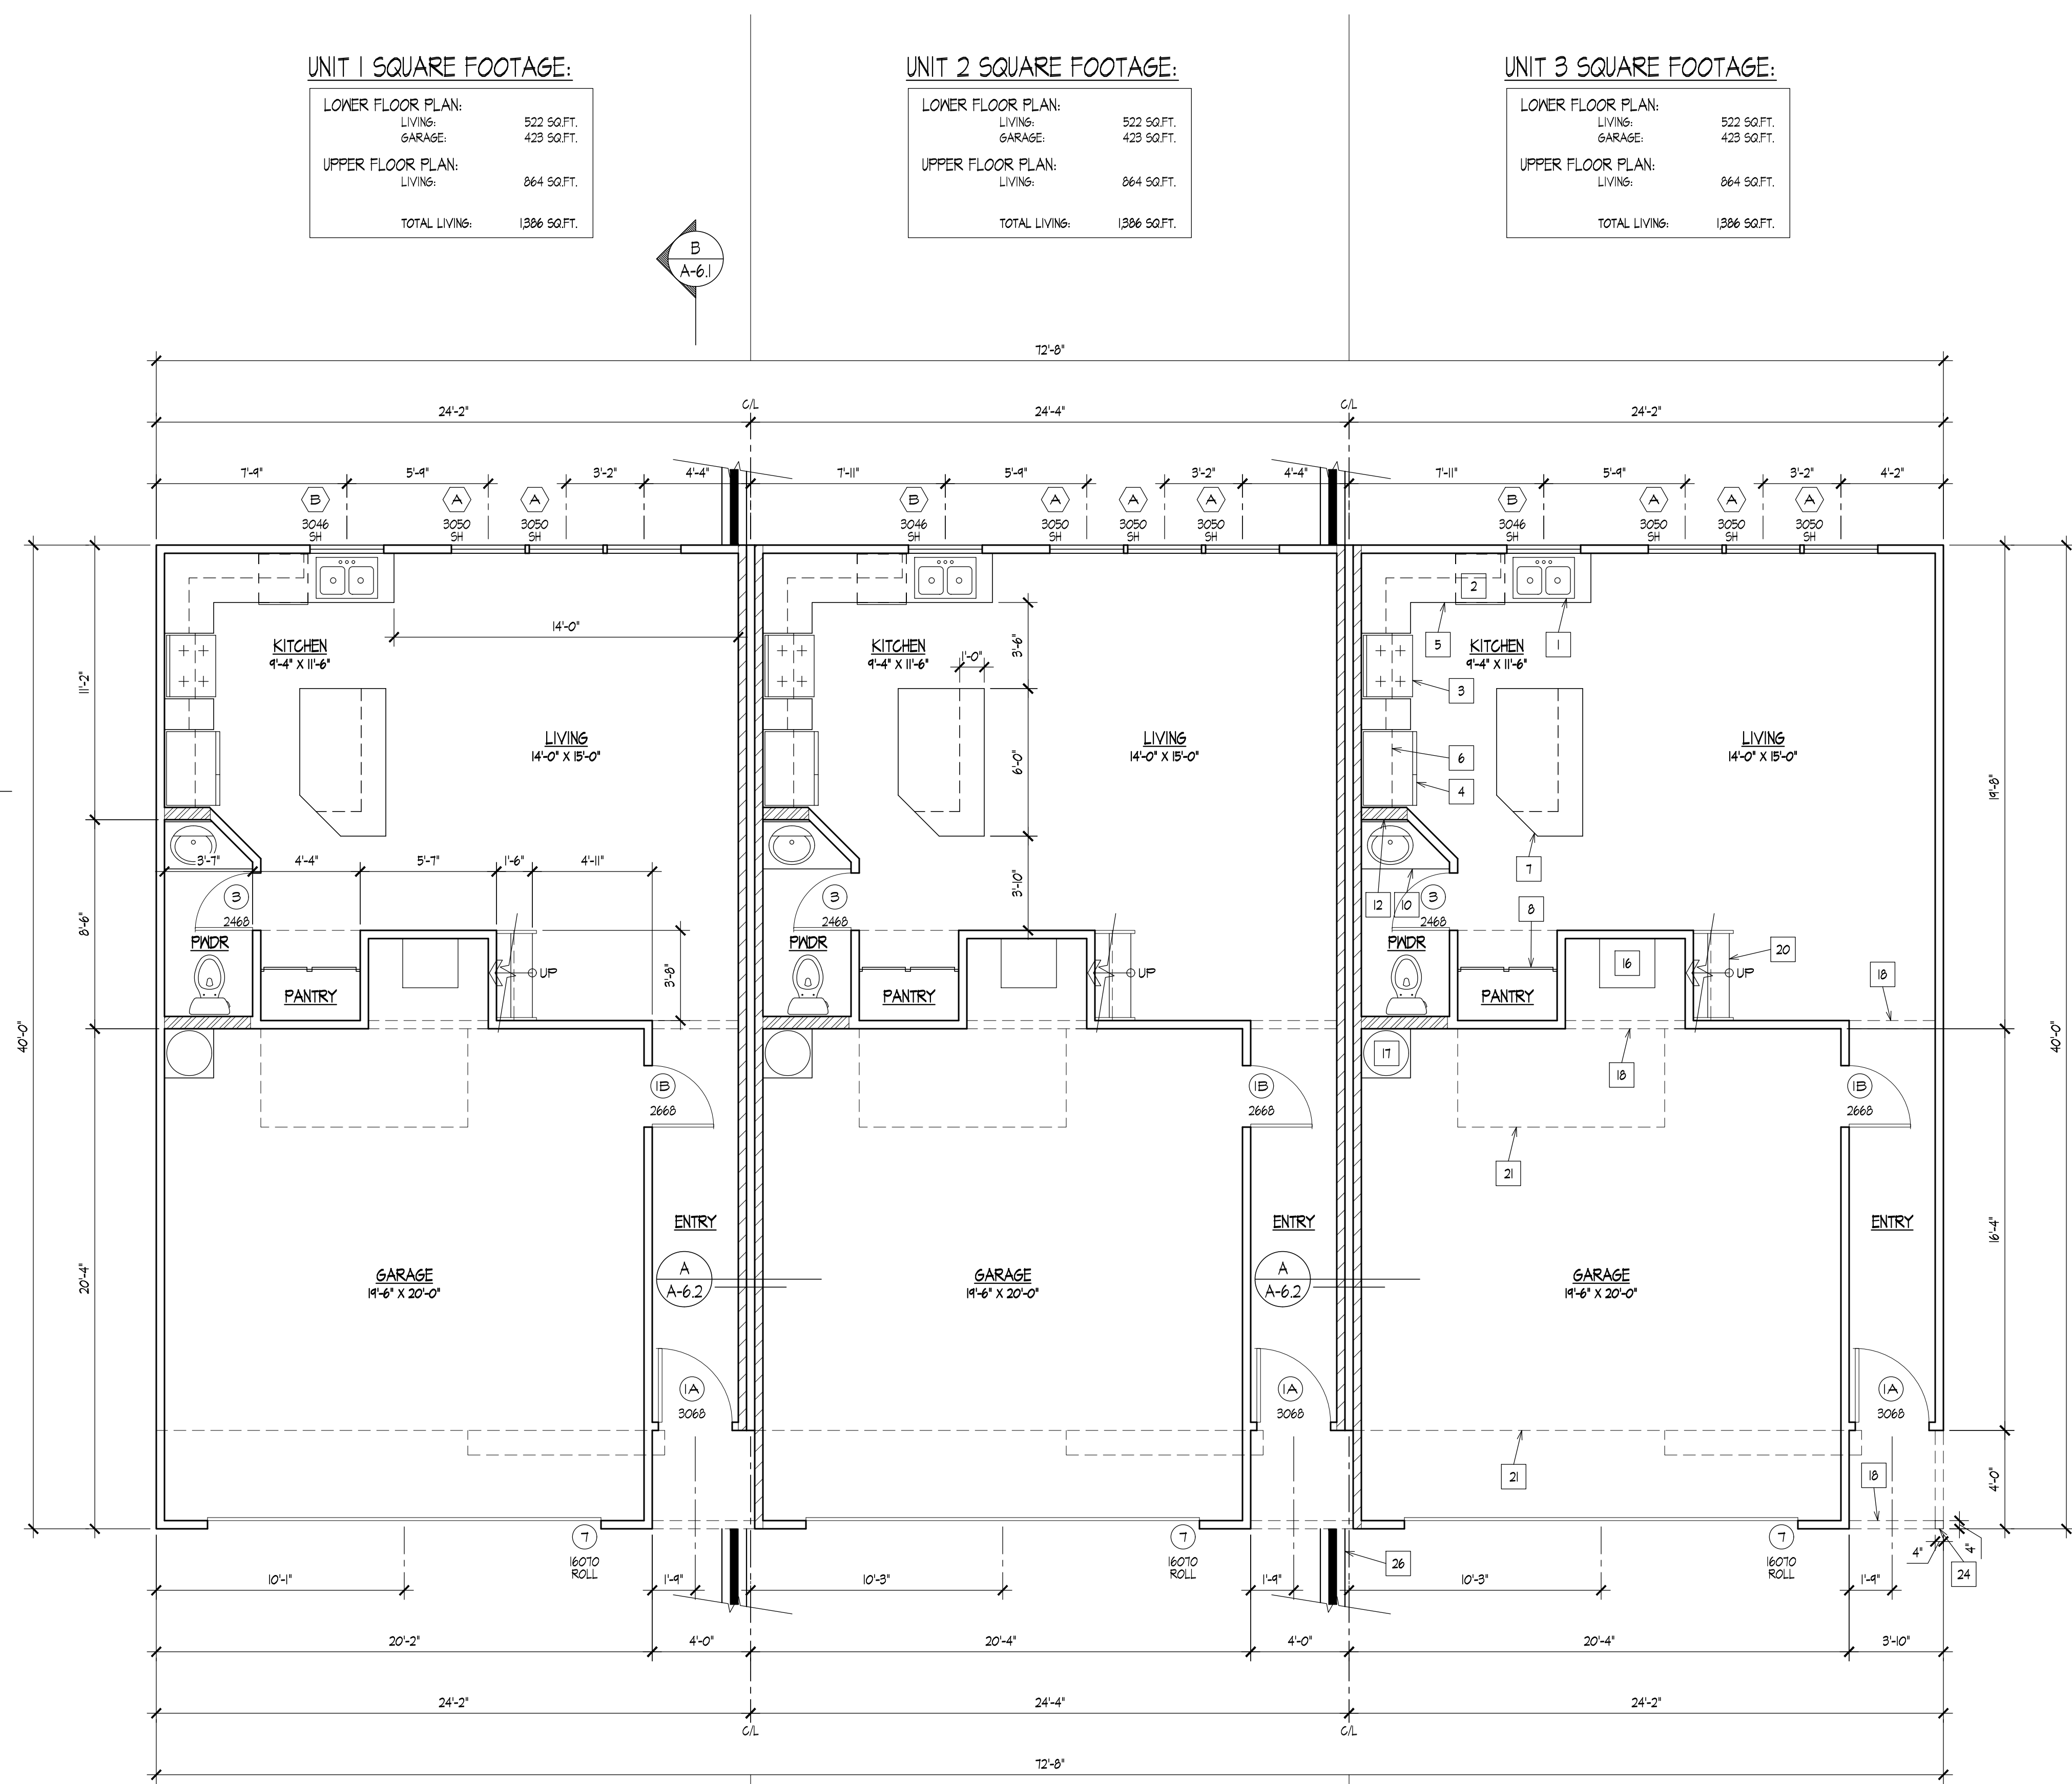 UNIT 1 SQUARE FOOTAGE:
LOWER FLOOR PLAN:
LIVING: 522 SQ.FT.
GARAGE: 423 SQ.FT.
UPPER FLOOR PLAN:
LIVING: 864 SQ.FT.
TOTAL LIVING: 1,386 SQ.FT.
UNIT 2 SQUARE FOOTAGE:
LOWER FLOOR PLAN:
LIVING: 522 SQ.FT.
GARAGE: 423 SQ.FT.
UPPER FLOOR PLAN:
LIVING: 864 SQ.FT.
TOTAL LIVING: 1,386 SQ.FT.
UNIT 3 SQUARE FOOTAGE:
LOWER FLOOR PLAN:
LIVING: 522 SQ.FT.
GARAGE: 423 SQ.FT.
UPPER FLOOR PLAN:
LIVING: 864 SQ.FT.
TOTAL LIVING: 1,386 SQ.FT.
B
A-6.1
72'-8"
24'-2" C/L 24'-4" C/L 24'-2"
7'-9" 5'-9" 3'-2" 4'-4" 7'-11" 5'-9" 3'-2" 4'-4" 7'-11" 5'-9" 3'-2" 4'-2"
B A A B A A A B A A A
3046 3050 3050 3046 3050 3050 3050 3046 3050 3050 3050
SH SH SH SH SH SH SH SH SH SH SH
2
14'-0"
KITCHEN
9'-4" X 11'-6"
KITCHEN
9'-4" X 11'-6"
3'-6"
1'-0"
5
1
KITCHEN
9'-4" X 11'-6"
3
11'-2"
LIVING
14'-0" X 15'-0"
6'-0"
LIVING
14'-0" X 15'-0"
6
4
LIVING
14'-0" X 15'-0"
19'-8"
3'-7" 4'-4" 5'-7" 1'-6" 4'-11"
3'-10"
7
8'-6"
3
2468
3
2468
12
10
3
2468
8
PWDR
PANTRY
UP
3'-8"
PWDR
PANTRY
UP
PWDR
PANTRY
16
UP
20
18
40'-0"
40'-0"
17
18
1B
2668
1B
2668
1B
2668
21
ENTRY
ENTRY
ENTRY
16'-4"
20'-4"
GARAGE
19'-6" X 20'-0"
A
A-6.2
GARAGE
19'-6" X 20'-0"
A
A-6.2
GARAGE
19'-6" X 20'-0"
1A
3068
1A
3068
1A
3068
21
18
4'-0"
7
16070
ROLL
7
16070
ROLL
26
7
16070
ROLL
4"
4"
24
10'-1" 1'-9" 10'-3" 1'-9" 10'-3" 1'-9"
20'-2" 4'-0" 20'-4" 4'-0" 20'-4" 3'-10"
24'-2" 24'-4" 24'-2"
C/L C/L
72'-8"